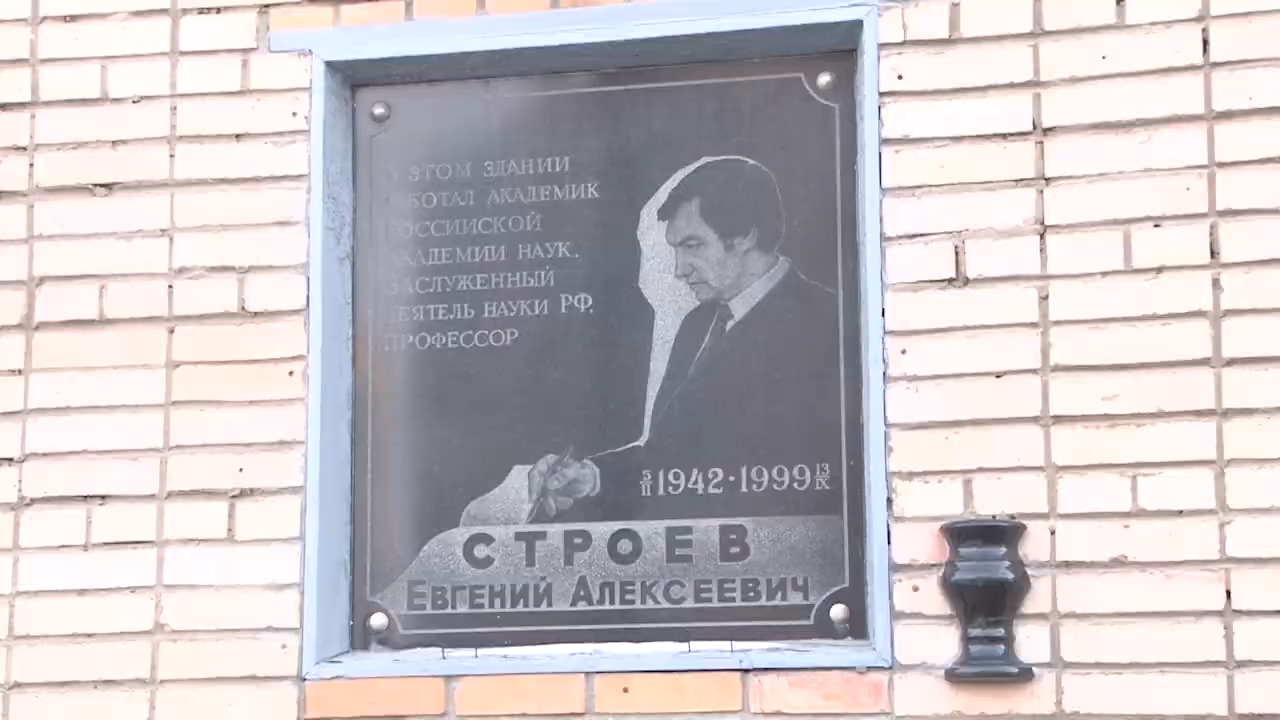 В ЭТОМ ЗДАНИИ
РАБОТАЛ АКАДЕМИК
РОССИЙСКОЙ
АКАДЕМИИ НАУК,
ЗАСЛУЖЕННЫЙ
ДЕЯТЕЛЬ НАУКИ РФ,
ПРОФЕССОР
5/II 1942 · 1999 13/IX
СТРОЕВ
ЕВГЕНИЙ АЛЕКСЕЕВИЧ